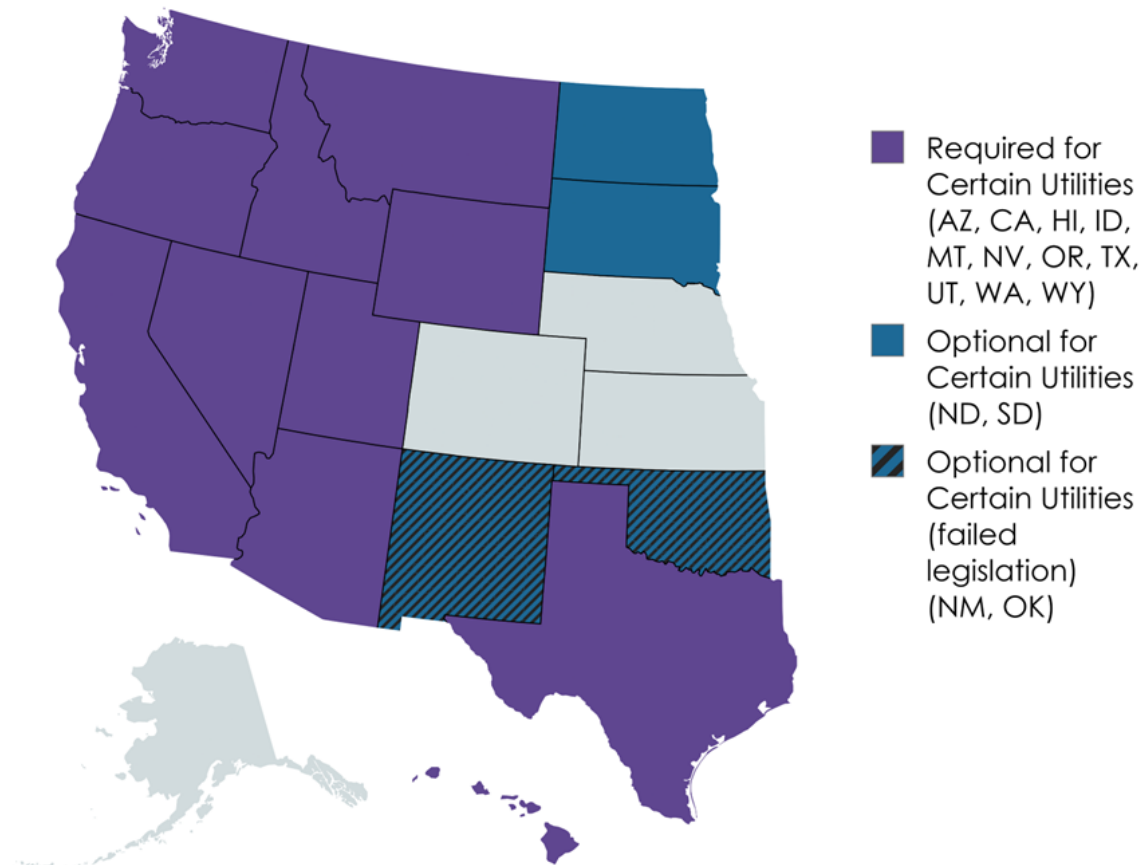 Required for
Certain Utilities
(AZ, CA, HI, ID,
MT, NV, OR, TX,
UT, WA, WY)
Optional for
Certain Utilities
(ND, SD)
Optional for
Certain Utilities
(failed
legislation)
(NM, OK)